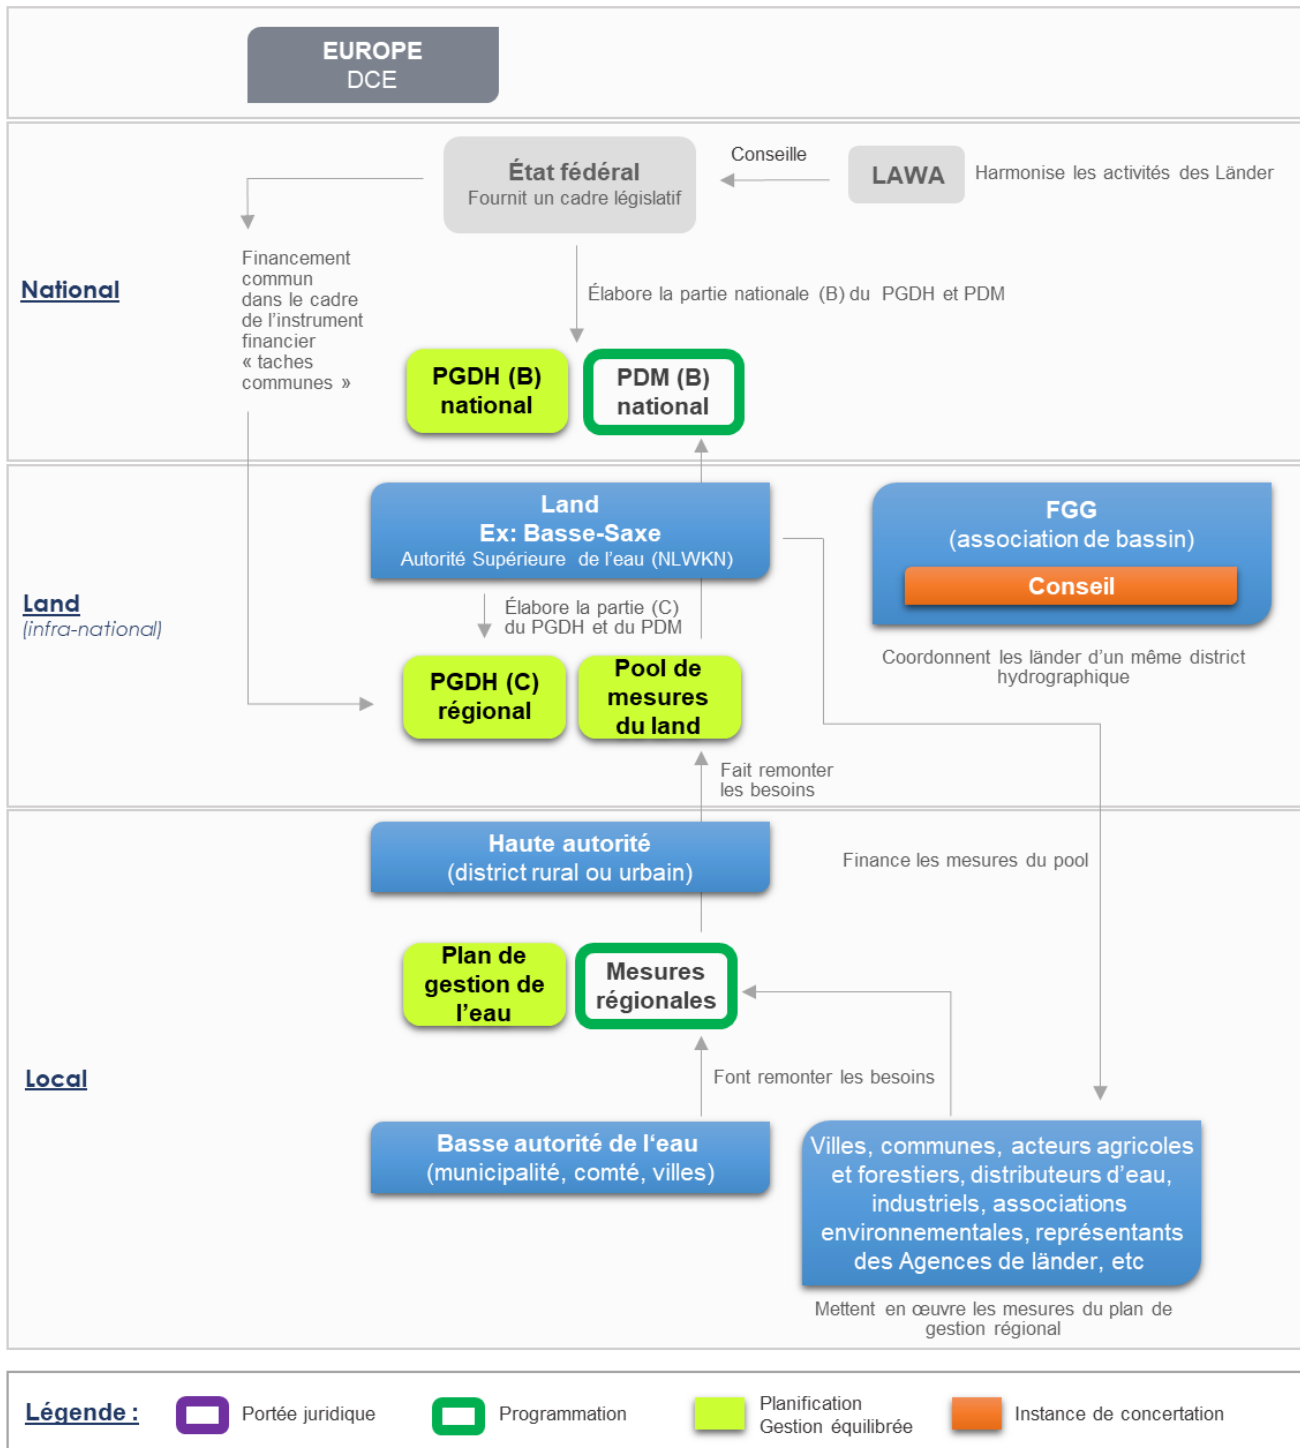 EUROPE
DCE
État fédéral
Fournit un cadre législatif
Conseille
LAWA
Harmonise les activités des Länder
National
Financement
commun
dans le cadre
de l'instrument
financier
« taches
communes »
Élabore la partie nationale (B) du PGDH et PDM
PGDH (B)
national
PDM (B)
national
Land
(infra-national)
Land
Ex: Basse-Saxe
Autorité Supérieure de l'eau (NLWKN)
FGG
(association de bassin)
Conseil
Coordonnent les länder d'un même district
hydrographique
Élabore la partie (C)
du PGDH et du PDM
PGDH (C)
régional
Pool de
mesures
du land
Fait remonter
les besoins
Local
Haute autorité
(district rural ou urbain)
Finance les mesures du pool
Plan de
gestion de
l'eau
Mesures
régionales
Font remonter les besoins
Basse autorité de l'eau
(municipalité, comté, villes)
Villes, communes, acteurs agricoles
et forestiers, distributeurs d'eau,
industriels, associations
environnementales, représentants
des Agences de länder, etc
Mettent en œuvre les mesures du plan de
gestion régional
Légende :
Portée juridique
Programmation
Planification
Gestion équilibrée
Instance de concertation